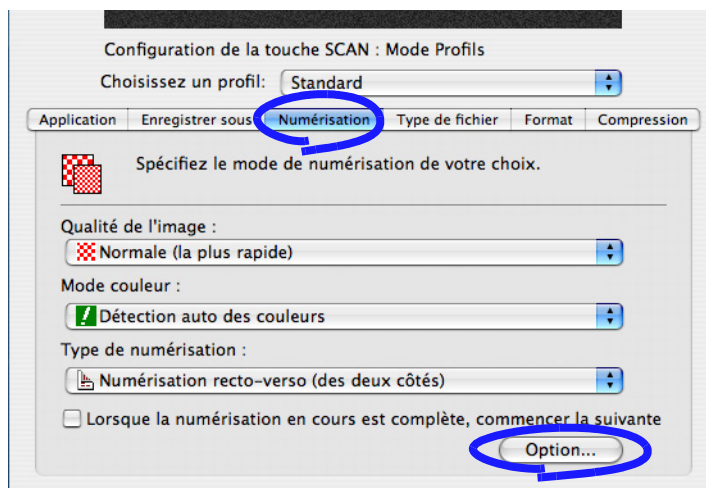 Configuration de la touche SCAN : Mode Profils
Choisissez un profil: Standard
Application Enregistrer sous Numérisation Type de fichier Format Compression
Spécifiez le mode de numérisation de votre choix.
Qualité de l'image :
Normale (la plus rapide)
Mode couleur :
Détection auto des couleurs
Type de numérisation :
Numérisation recto-verso (des deux côtés)
Lorsque la numérisation en cours est complète, commencer la suivante
Option...